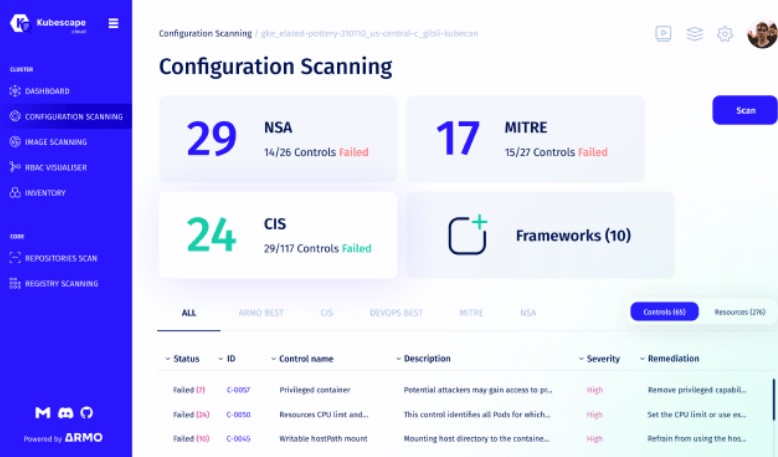 Kubescape
cloud
CLUSTER
DASHBOARD
CONFIGURATION SCANNING
IMAGE SCANNING
RBAC VISUALISER
INVENTORY
CODE
REPOSITORIES SCAN
REGISTRY SCANNING
Powered by ARMO
Configuration Scanning / gke_elated-pottery-310110_us-central-c_gibli-kubecon
Configuration Scanning
Scan
29 NSA
14/26 Controls Failed
17 MITRE
15/27 Controls Failed
24 CIS
29/117 Controls Failed
Frameworks (10)
ALL ARMO BEST CIS DEVOPS BEST MITRE NSA
Controls (65) Resources (276)
Status ID Control name Description Severity Remediation
Failed (7) C-0057 Privileged container Potential attackers may gain access to pr... High Remove privileged capabil...
Failed (24) C-0050 Resources CPU limt and... This control identifies all Pods for which... High Set the CPU limit or use ex...
Failed (10) C-0045 Writable hostPath mount Mounting host directory to the containe... High Refrain from using the hos...